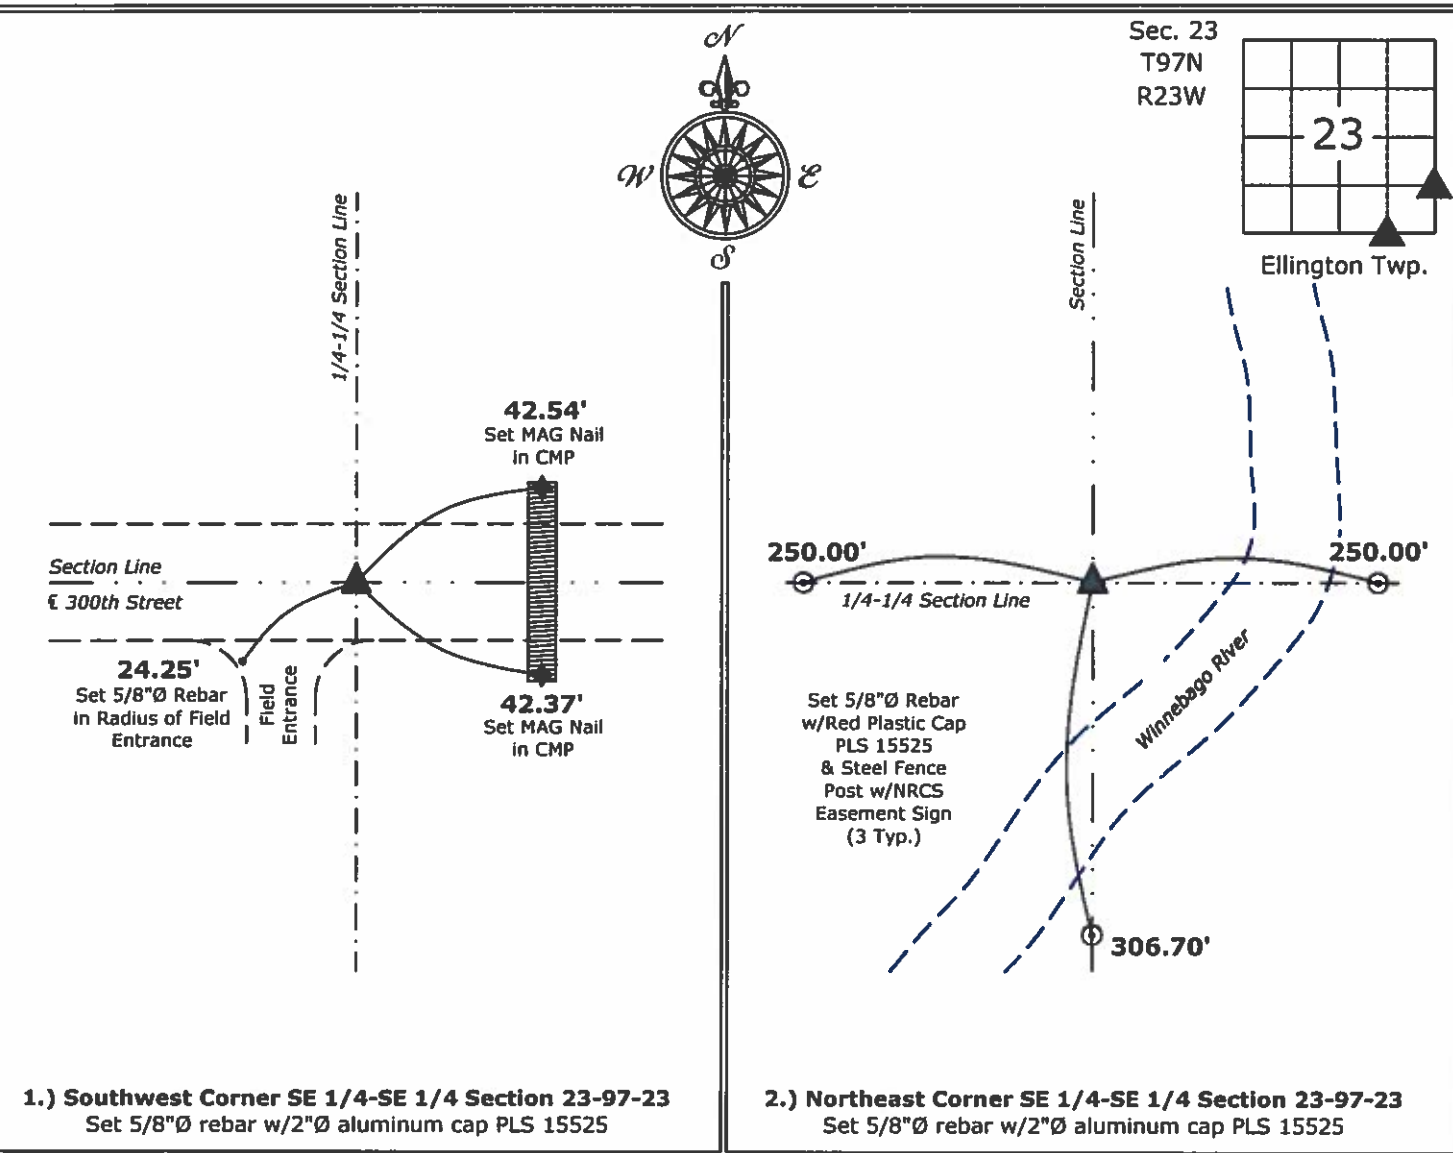 N
W
E
S
Sec. 23
T97N
R23W
23
Ellington Twp.
1/4-1/4 Section Line
42.54'
Set MAG Nail
in CMP
Section Line
℄ 300th Street
24.25'
Set 5/8"Ø Rebar
in Radius of Field
Entrance
Field
Entrance
42.37'
Set MAG Nail
in CMP
1.) Southwest Corner SE 1/4-SE 1/4 Section 23-97-23
Set 5/8"Ø rebar w/2"Ø aluminum cap PLS 15525
Section Line
250.00'
250.00'
1/4-1/4 Section Line
Winnebago River
Set 5/8"Ø Rebar
w/Red Plastic Cap
PLS 15525
& Steel Fence
Post w/NRCS
Easement Sign
(3 Typ.)
306.70'
2.) Northeast Corner SE 1/4-SE 1/4 Section 23-97-23
Set 5/8"Ø rebar w/2"Ø aluminum cap PLS 15525